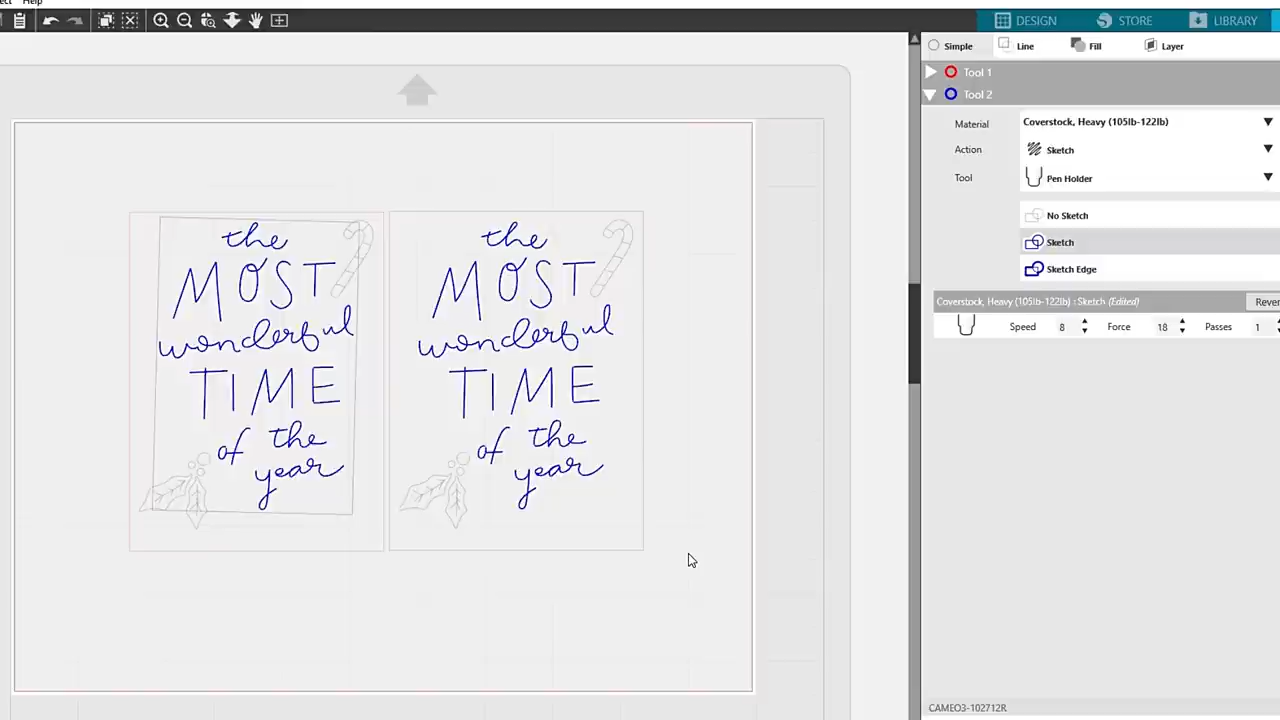 Help
DESIGN
STORE
LIBRARY
Simple
Line
Fill
Layer
Tool 1
Tool 2
Material
Coverstock, Heavy (105lb-122lb)
Action
Sketch
Tool
Pen Holder
No Sketch
Sketch
Sketch Edge
Coverstock, Heavy (105lb-122lb) : Sketch (Edited)
Rever
Speed 8 Force 18 Passes 1
the
MOST
wonderful
TIME
of the
year
the
MOST
wonderful
TIME
of the
year
CAMEO3-102712R